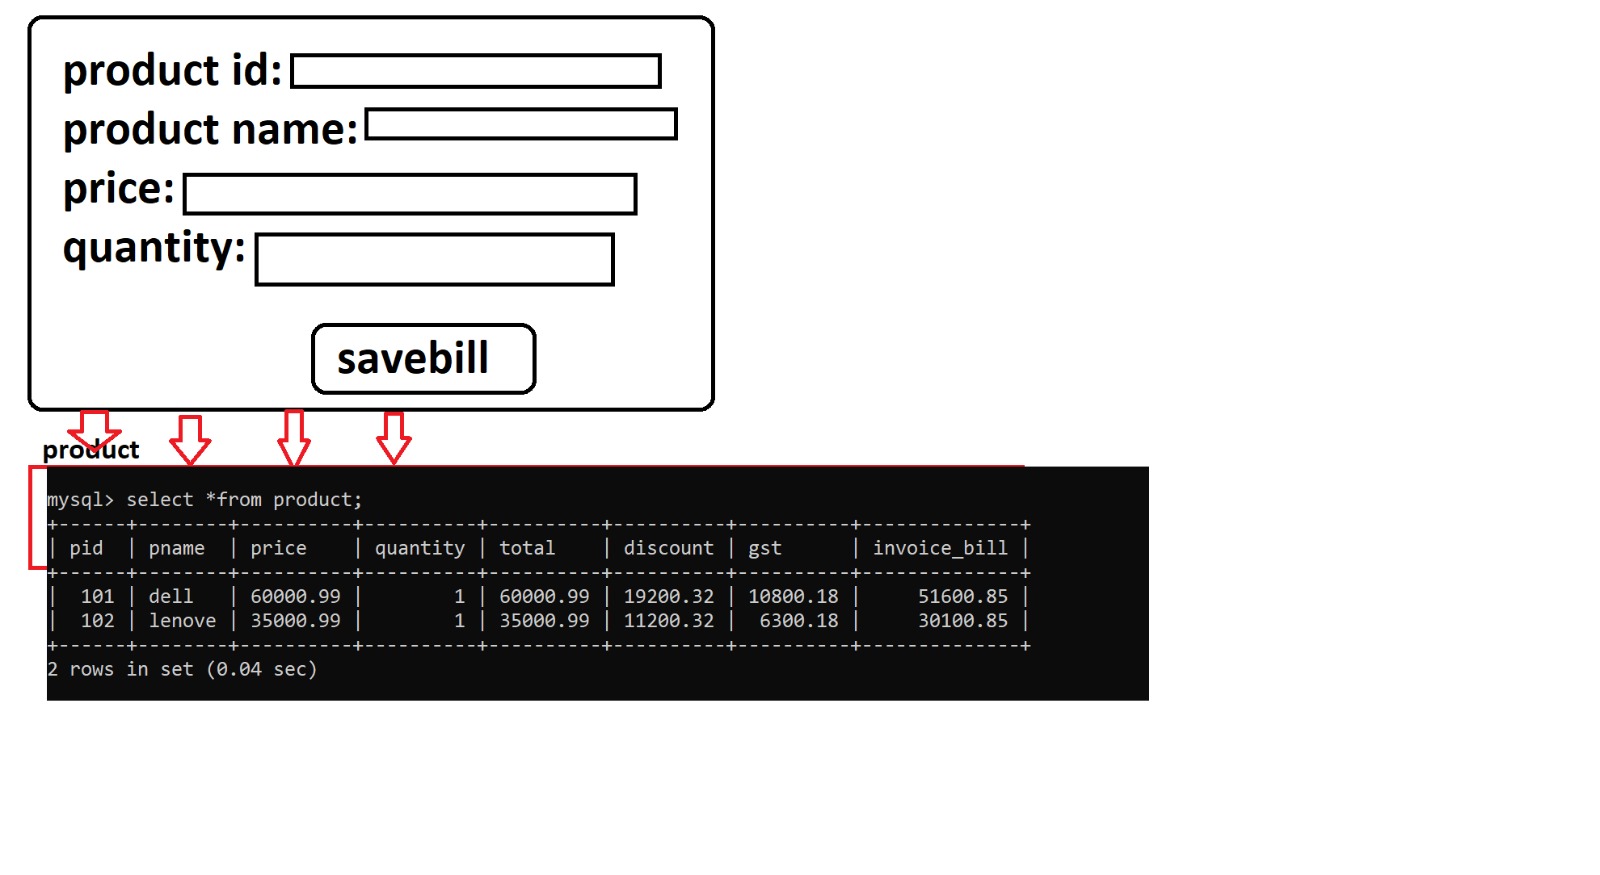 product id:
product name:
price:
quantity:
savebill
product
mysql> select *from product;
+------+--------+----------+----------+----------+----------+----------+--------------+
| pid  | pname  | price    | quantity | total    | discount | gst      | invoice_bill |
+------+--------+----------+----------+----------+----------+----------+--------------+
|  101 | dell   | 60000.99 |        1 | 60000.99 | 19200.32 | 10800.18 |     51600.85 |
|  102 | lenove | 35000.99 |        1 | 35000.99 | 11200.32 |  6300.18 |     30100.85 |
+------+--------+----------+----------+----------+----------+----------+--------------+
2 rows in set (0.04 sec)